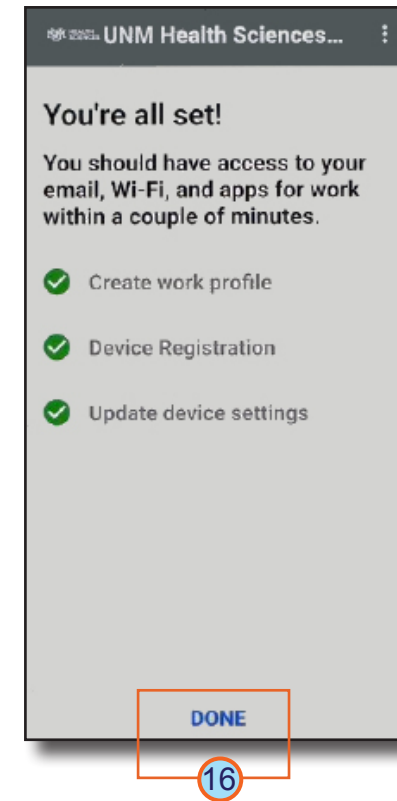 UNM Health Sciences...
You're all set!
You should have access to your
email, Wi-Fi, and apps for work
within a couple of minutes.
Create work profile
Device Registration
Update device settings
DONE
16